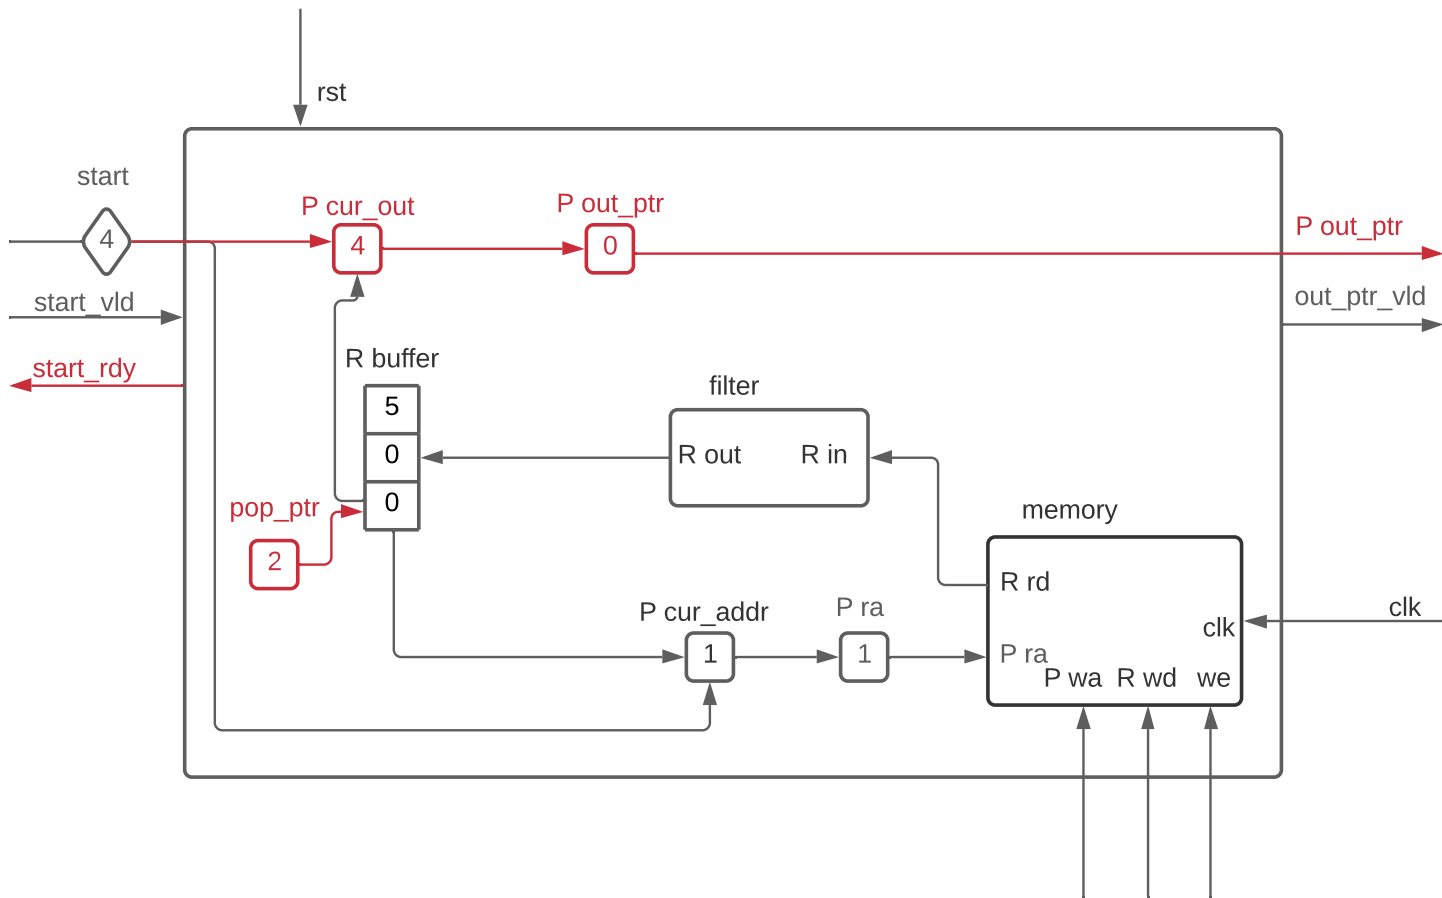 rst
start
4
start_vld
start_rdy
P cur_out
4
P out_ptr
0
P out_ptr
out_ptr_vld
R buffer
5
0
0
pop_ptr
2
filter
R out
R in
memory
R rd
clk
P ra
P wa
R wd
we
clk
P cur_addr
1
P ra
1